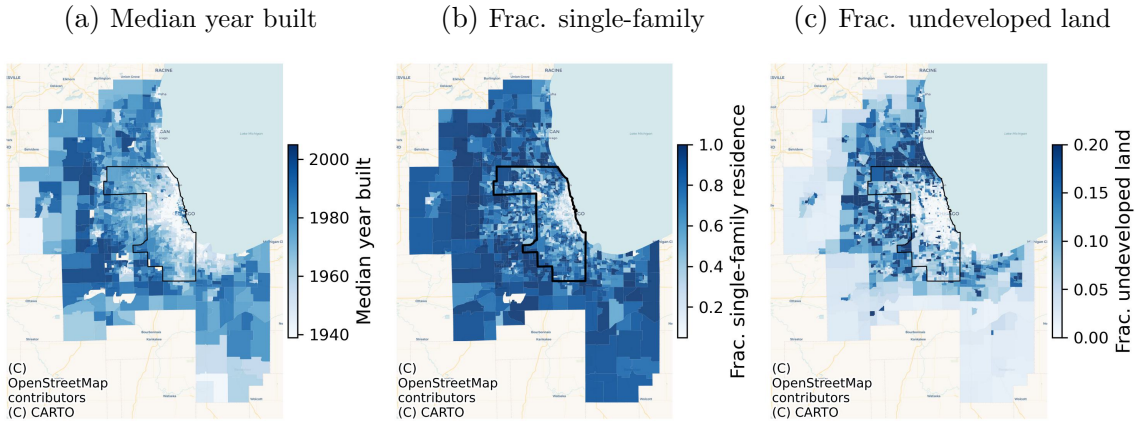 (a) Median year built
(b) Frac. single-family
(c) Frac. undeveloped land
RACINE
2000
1980
1960
1940
Median year built
(C)
OpenStreetMap
contributors
(C) CARTO
RACINE
1.0
0.8
0.6
0.4
0.2
Frac. single-family residence
(C)
OpenStreetMap
contributors
(C) CARTO
RACINE
0.20
0.15
0.10
0.05
0.00
Frac. undeveloped land
(C)
OpenStreetMap
contributors
(C) CARTO